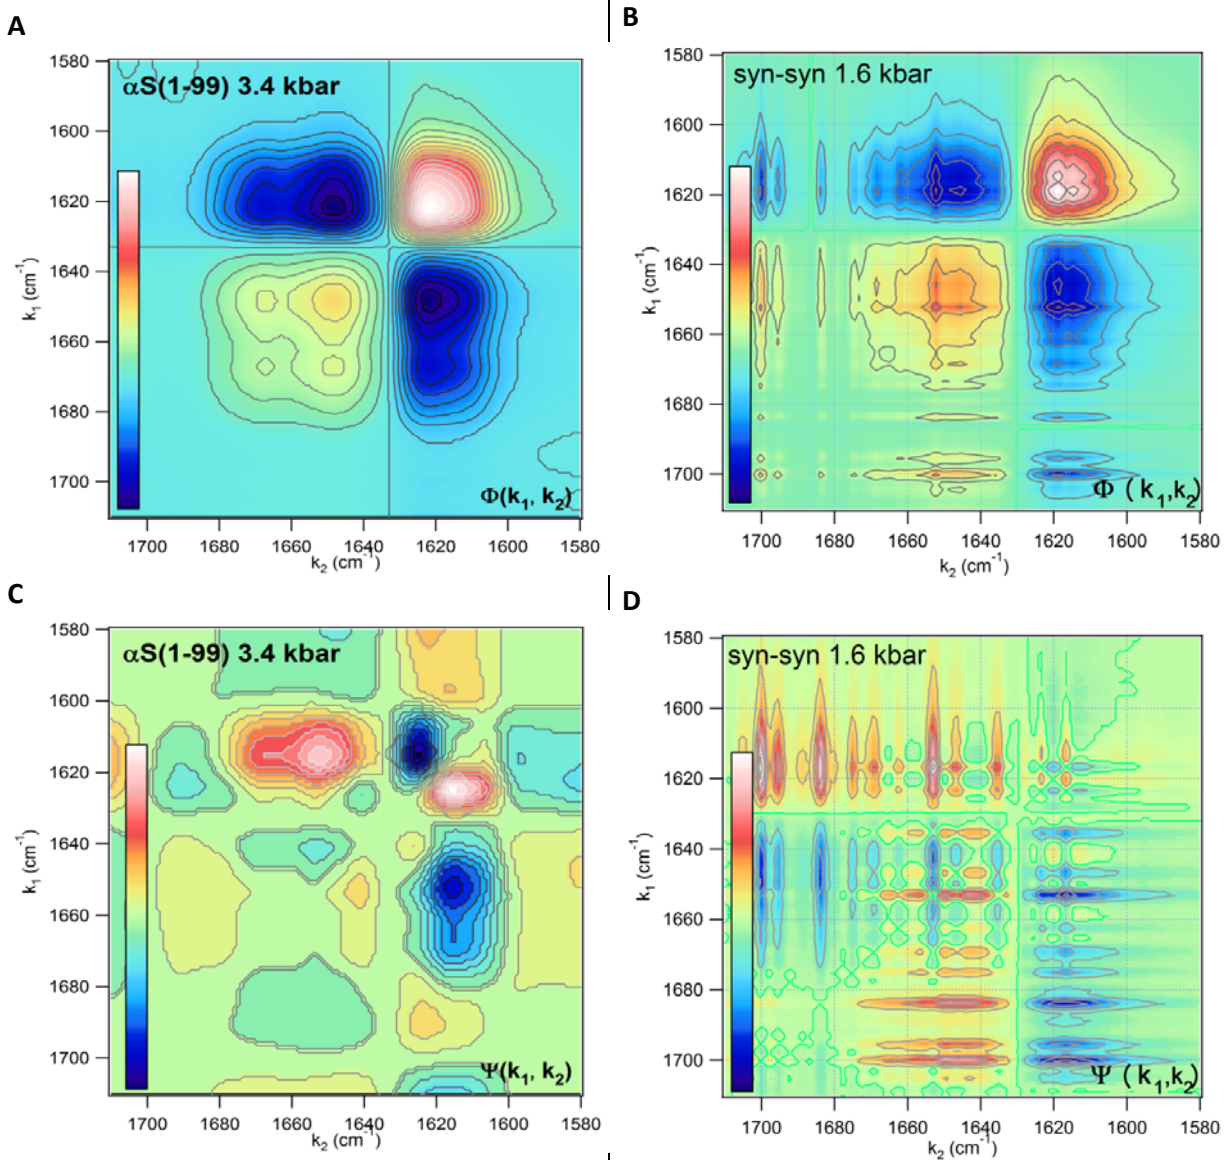 A
αS(1-99) 3.4 kbar
1580
1600
1620
1640
1660
1680
1700
k1 (cm-1)
Φ(k1, k2)
1700 1680 1660 1640 1620 1600 1580
k2 (cm-1)
B
syn-syn 1.6 kbar
1580
1600
1620
1640
1660
1680
1700
k1 (cm-1)
Φ (k1,k2)
1700 1680 1660 1640 1620 1600 1580
k2 (cm-1)
C
αS(1-99) 3.4 kbar
1580
1600
1620
1640
1660
1680
1700
k1 (cm-1)
Ψ(k1, k2)
1700 1680 1660 1640 1620 1600 1580
k2 (cm-1)
D
syn-syn 1.6 kbar
1580
1600
1620
1640
1660
1680
1700
k1 (cm-1)
Ψ (k1,k2)
1700 1680 1660 1640 1620 1600 1580
k2 (cm-1)